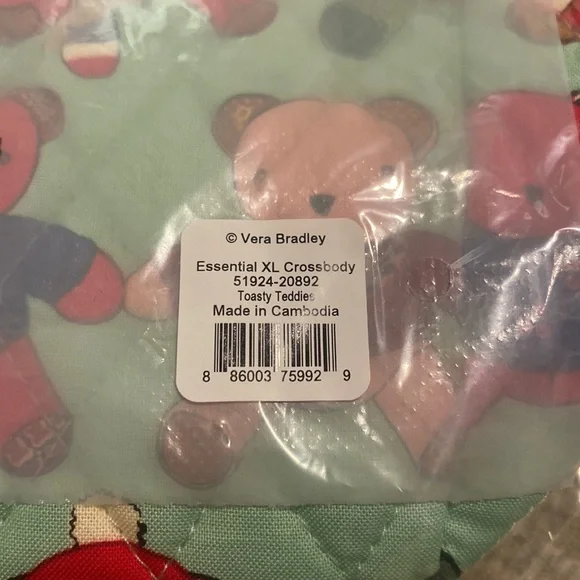 © Vera Bradley
Essential XL Crossbody
51924-20892
Toasty Teddies
Made in Cambodia
8 86003 75992 9